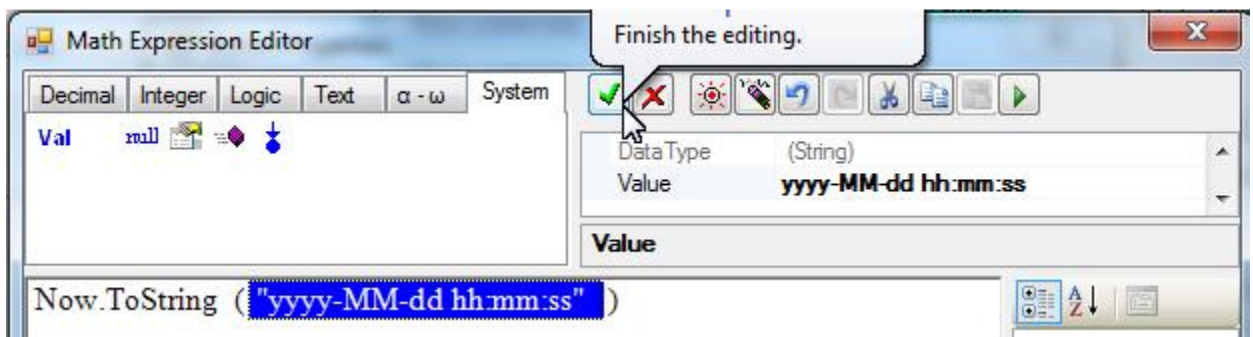 Math Expression Editor
Finish the editing.
Decimal Integer Logic Text α - ω System
Val null
DataType (String)
Value yyyy-MM-dd hh:mm:ss
Value
Now.ToString ( "yyyy-MM-dd hh:mm:ss" )
A
Z